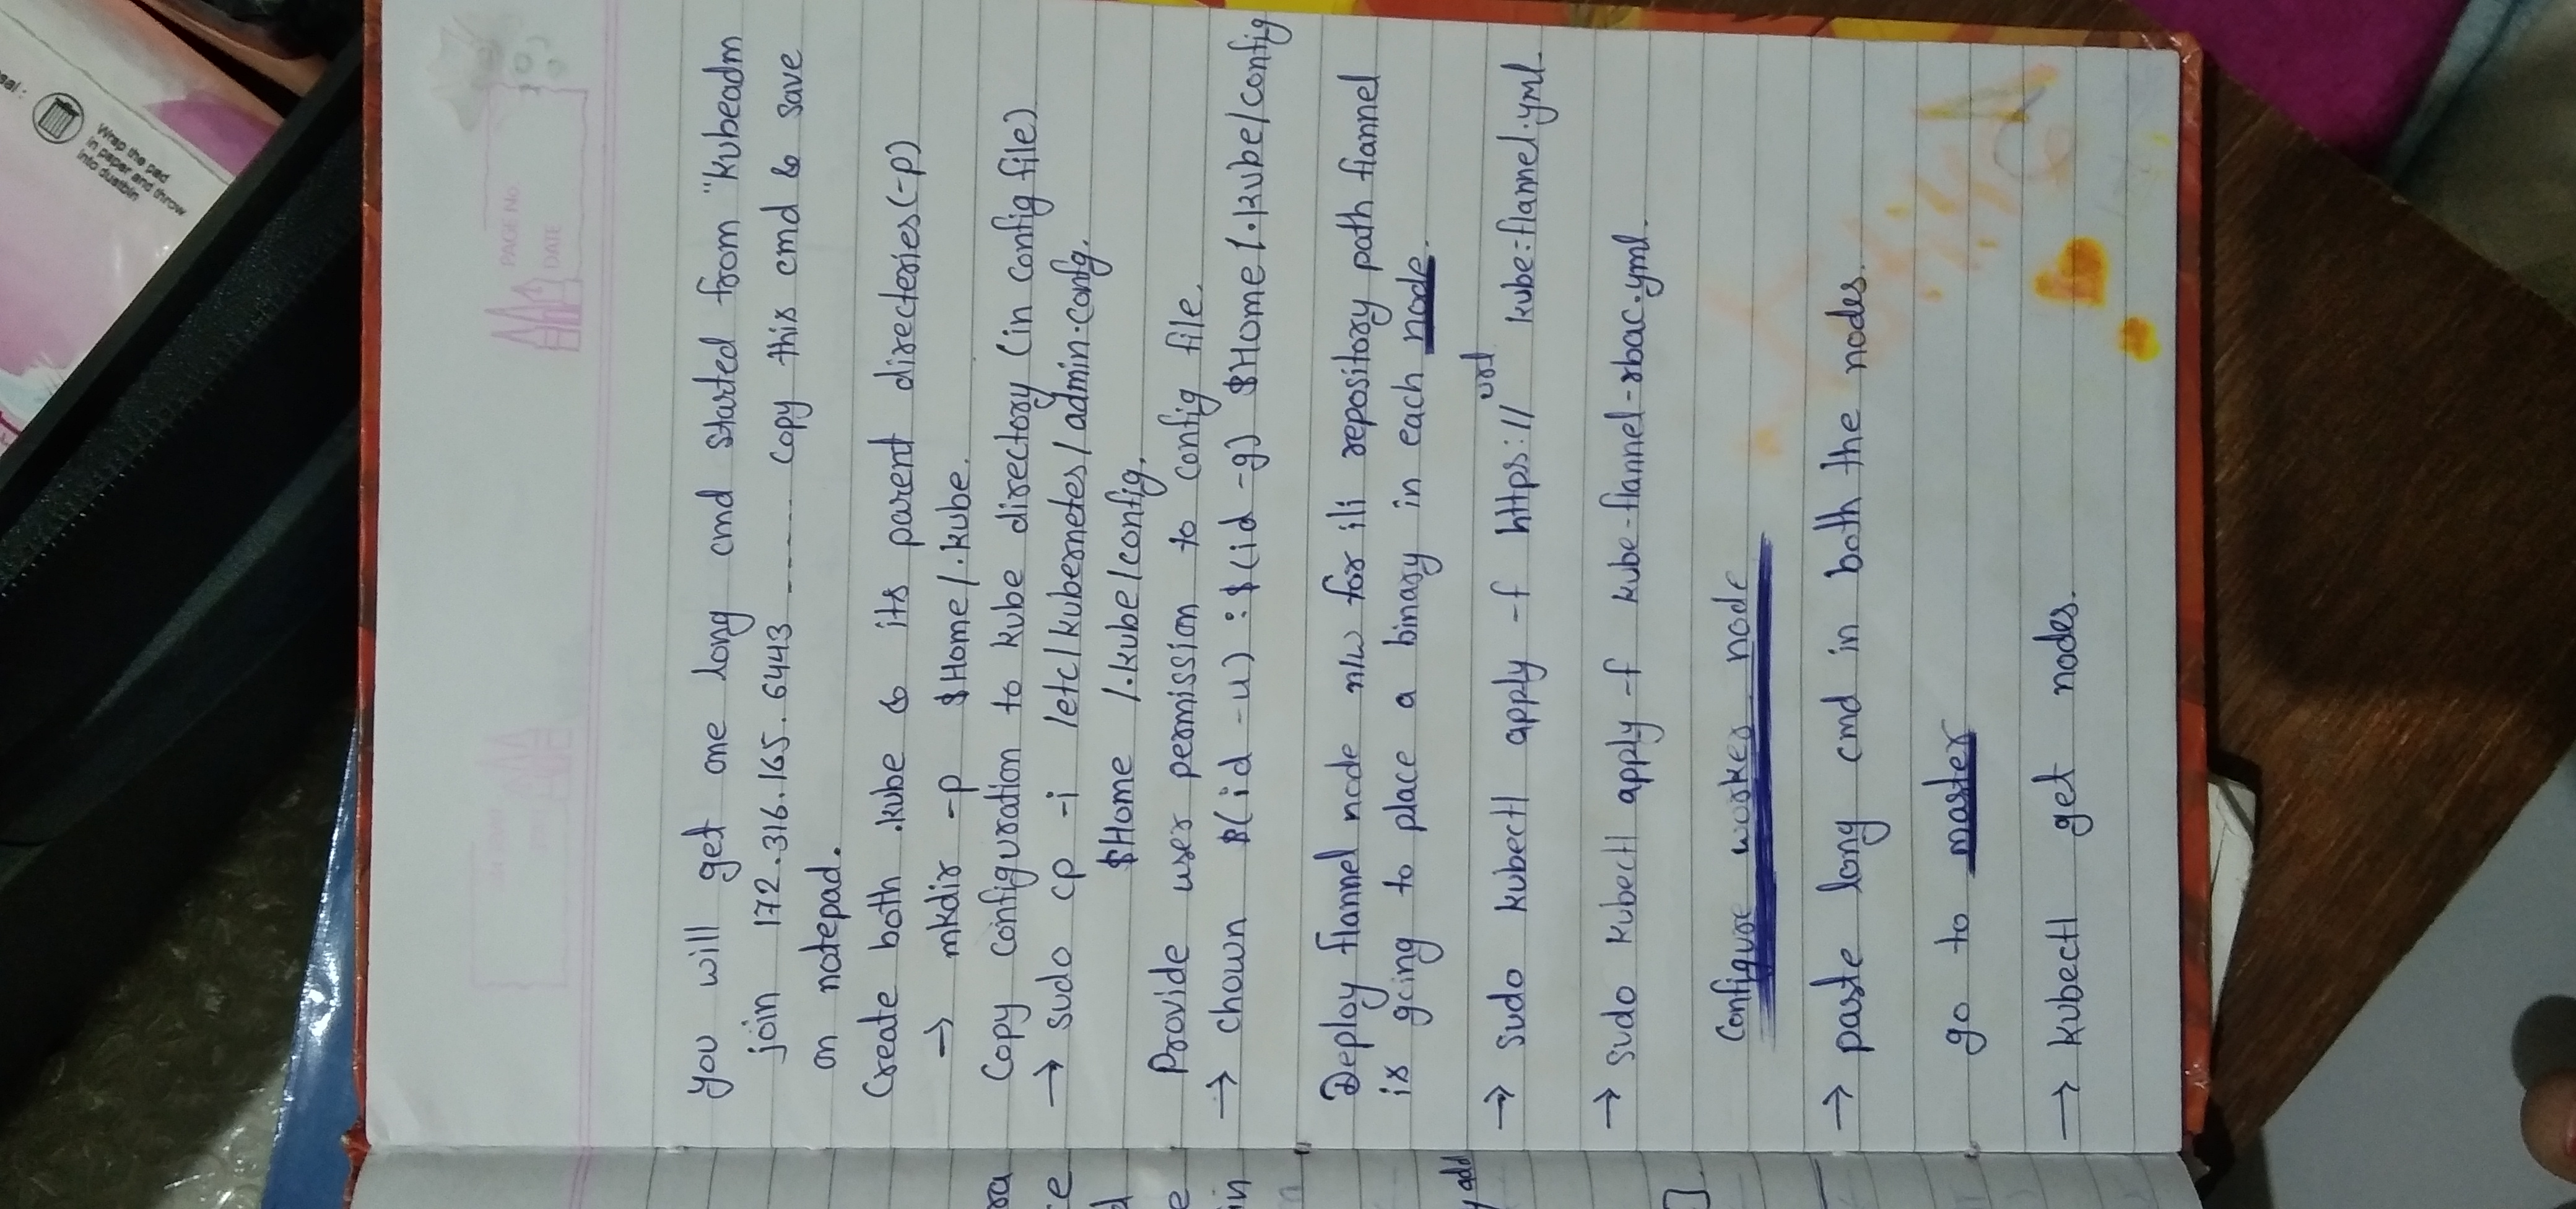 sal:
Wrap the pad
in paper and throw
into dustbin
PAGE No
DATE
you will get one long cmd started from "kubeadm
join 172.316.165.6443 ------ copy this cmd & save
on notepad.
Create both .kube & its parent directeries (-p)
→ mkdir -p $Home/.kube.
Copy configuration to kube directory (in config file)
→ sudo cp -i /etc/kubernetes/admin.confg.
$Home /.kube/config.
Provide user permission to config file.
→ chown $(id -u) :$(id -g) $Home /.kube/config
Deploy flannel node n/w for ili repository path flannel
is going to place a binary in each node.
→ sudo kubectl apply -f https:// url kube=flannel.yml
→ sudo kubectl apply -f kube-flannel-rbac.yml.
Configure worker node
→ paste long cmd in both the nodes.
go to master
→ kubectl get nodes.
ra
ce
d
e
in
y add
]